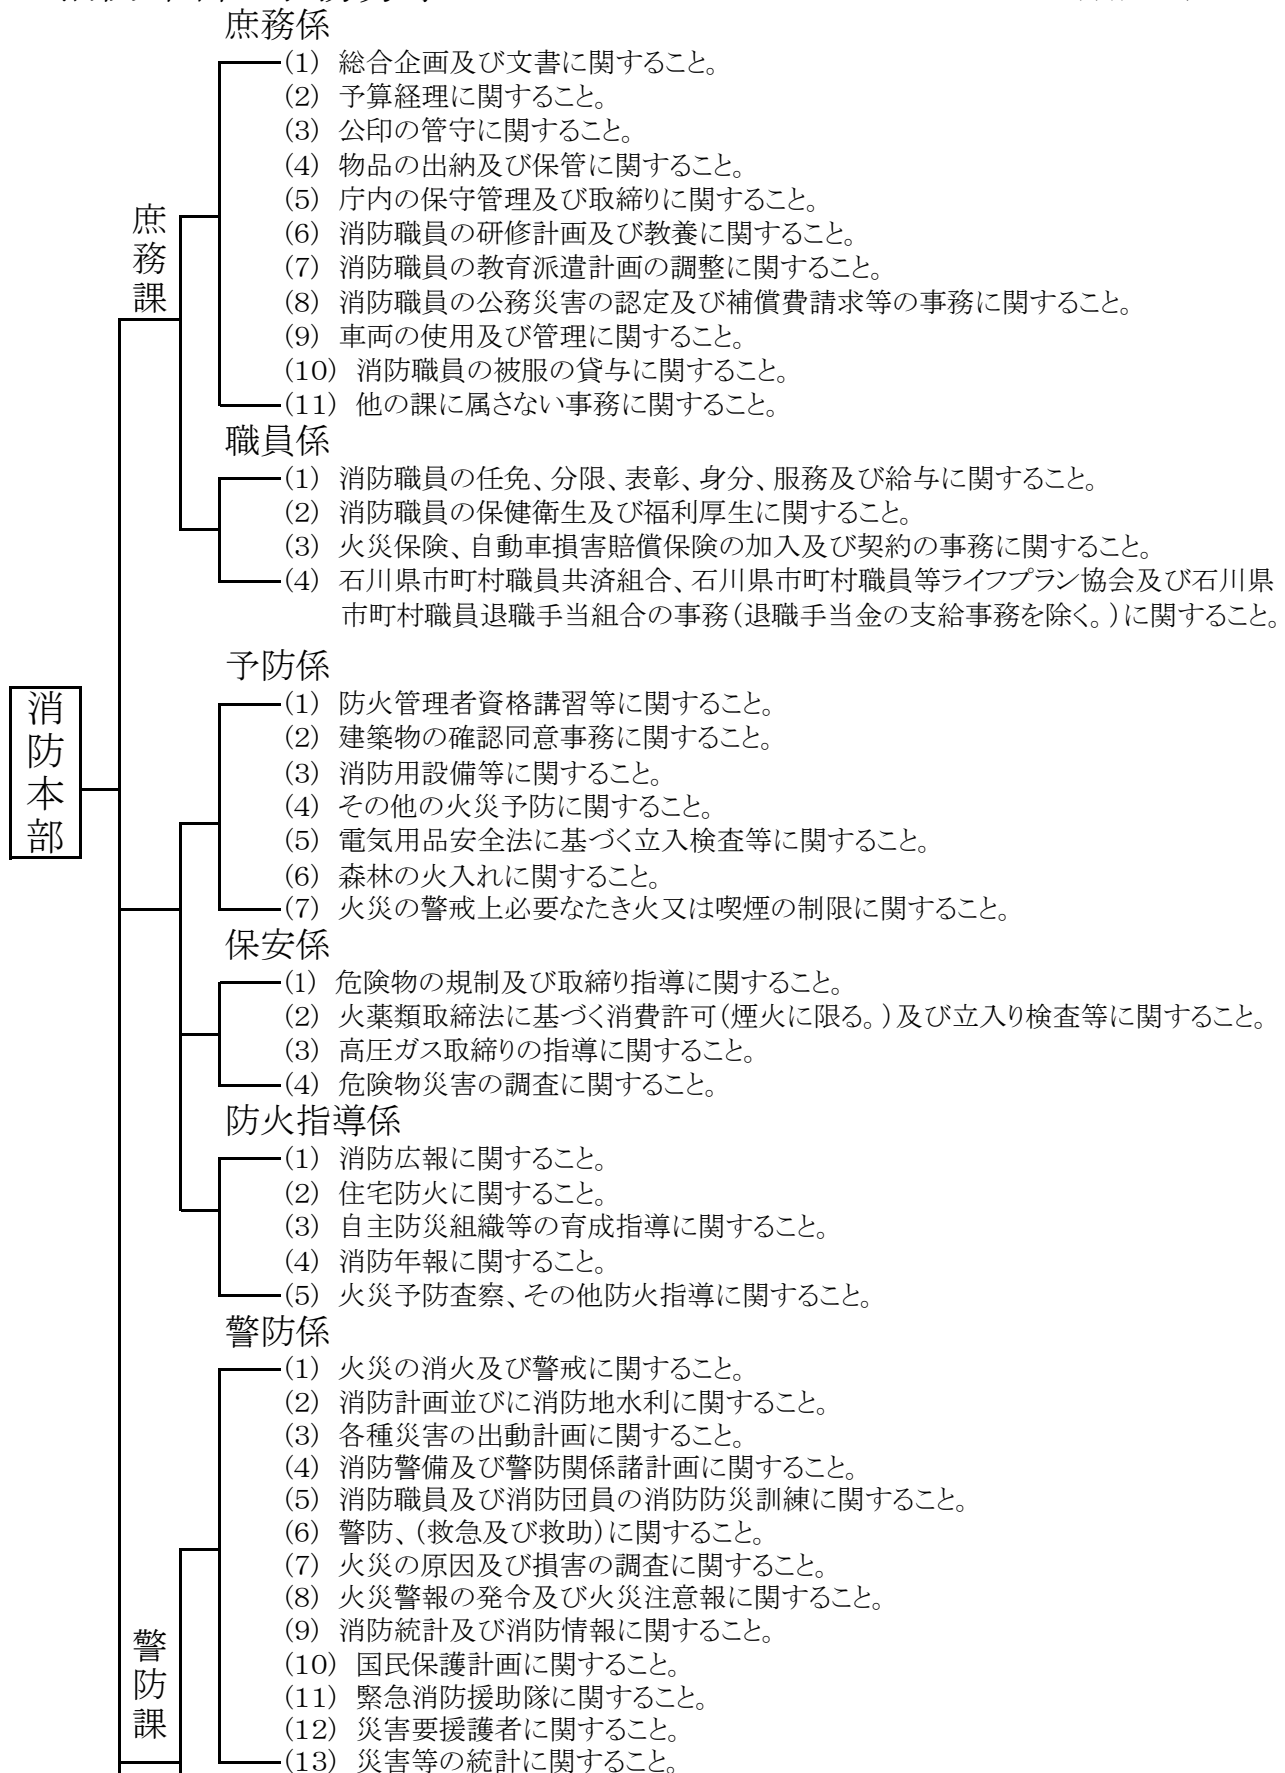 庶務係
(1) 総合企画及び文書に関すること。
(2) 予算経理に関すること。
(3) 公印の管守に関すること。
(4) 物品の出納及び保管に関すること。
(5) 庁内の保守管理及び取締りに関すること。
(6) 消防職員の研修計画及び教養に関すること。
(7) 消防職員の教育派遣計画の調整に関すること。
(8) 消防職員の公務災害の認定及び補償費請求等の事務に関すること。
(9) 車両の使用及び管理に関すること。
(10) 消防職員の被服の貸与に関すること。
(11) 他の課に属さない事務に関すること。
庶務課
職員係
(1) 消防職員の任免、分限、表彰、身分、服務及び給与に関すること。
(2) 消防職員の保健衛生及び福利厚生に関すること。
(3) 火災保険、自動車損害賠償保険の加入及び契約の事務に関すること。
(4) 石川県市町村職員共済組合、石川県市町村職員等ライフプラン協会及び石川県
市町村職員退職手当組合の事務(退職手当金の支給事務を除く。)に関すること。
消防本部
予防係
(1) 防火管理者資格講習等に関すること。
(2) 建築物の確認同意事務に関すること。
(3) 消防用設備等に関すること。
(4) その他の火災予防に関すること。
(5) 電気用品安全法に基づく立入検査等に関すること。
(6) 森林の火入れに関すること。
(7) 火災の警戒上必要なたき火又は喫煙の制限に関すること。
保安係
(1) 危険物の規制及び取締り指導に関すること。
(2) 火薬類取締法に基づく消費許可(煙火に限る。)及び立入り検査等に関すること。
(3) 高圧ガス取締りの指導に関すること。
(4) 危険物災害の調査に関すること。
防火指導係
(1) 消防広報に関すること。
(2) 住宅防火に関すること。
(3) 自主防災組織等の育成指導に関すること。
(4) 消防年報に関すること。
(5) 火災予防査察、その他防火指導に関すること。
警防係
(1) 火災の消火及び警戒に関すること。
(2) 消防計画並びに消防地水利に関すること。
(3) 各種災害の出動計画に関すること。
(4) 消防警備及び警防関係諸計画に関すること。
(5) 消防職員及び消防団員の消防防災訓練に関すること。
(6) 警防、(救急及び救助)に関すること。
(7) 火災の原因及び損害の調査に関すること。
(8) 火災警報の発令及び火災注意報に関すること。
(9) 消防統計及び消防情報に関すること。
(10) 国民保護計画に関すること。
(11) 緊急消防援助隊に関すること。
(12) 災害要援護者に関すること。
(13) 災害等の統計に関すること。
警防課